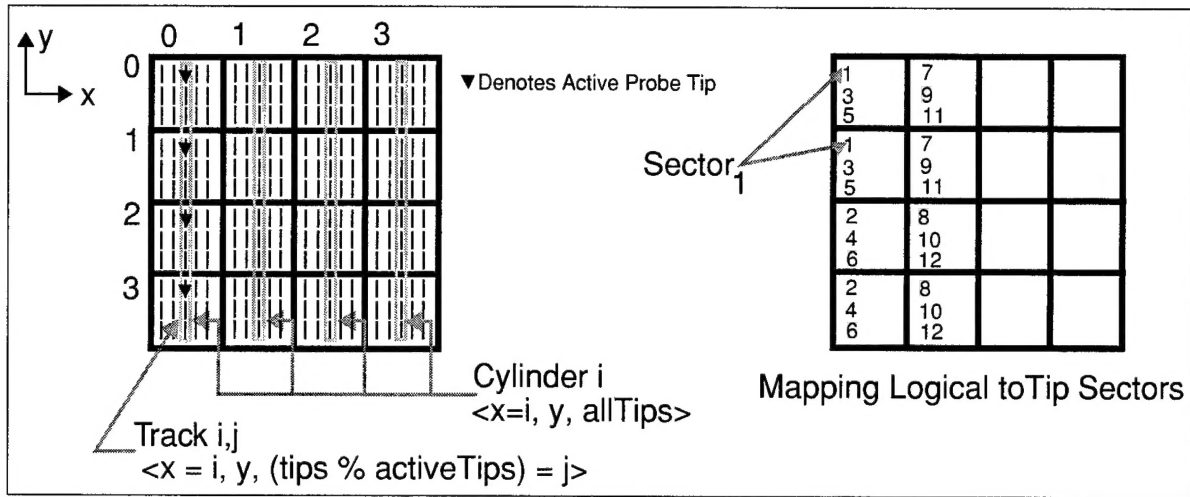 y
x
0 1 2 3
0
1
2
3
▼Denotes Active Probe Tip
Cylinder i
<x=i, y, allTips>
Track i,j
<x = i, y, (tips % activeTips) = j>
Sector1
1 7
3 9
5 11
1 7
3 9
5 11
2 8
4 10
6 12
2 8
4 10
6 12
Mapping Logical toTip Sectors